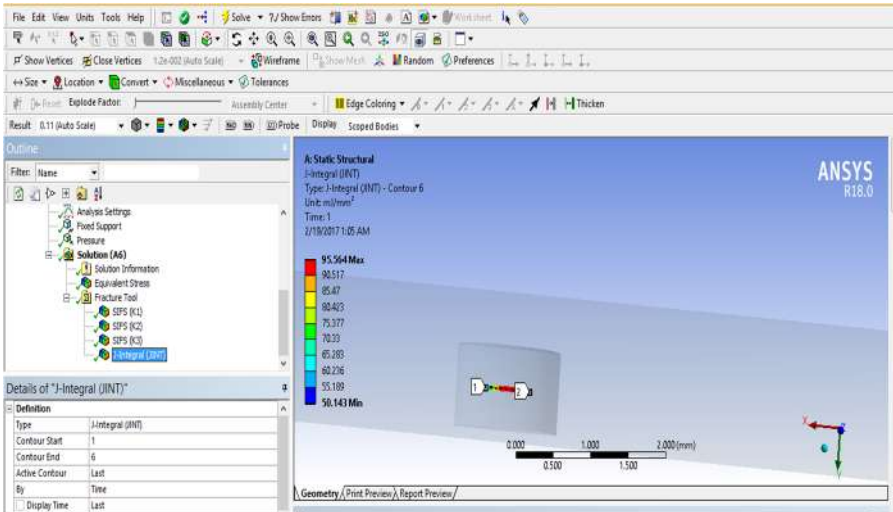 File Edit View Units Tools Help Solve ?/Show Errors Worksheet
Show Vertices Close Vertices 1.2e-002 (Auto Scale) Wireframe Show Mesh Random Preferences
Size Location Convert Miscellaneous Tolerances
Reset Explode Factor: Assembly Center Edge Coloring Thicken
Result 0.11 (Auto Scale) Probe Display Scoped Bodies
Outline
Filter: Name
Analysis Settings
Fixed Support
Pressure
Solution (A6)
Solution Information
Equivalent Stress
Fracture Tool
SIFS (K1)
SIFS (K2)
SIFS (K3)
J-Integral (JINT)
Details of "J-Integral (JINT)"
Definition
Type J-Integral (JINT)
Contour Start 1
Contour End 6
Active Contour Last
By Time
Display Time Last
A: Static Structural
J-Integral (JINT)
Type: J-Integral (JINT) - Contour 6
Unit: mJ/mm²
Time: 1
2/19/2017 1:05 AM
95.564 Max
90.517
85.47
80.423
75.377
70.33
65.283
60.236
55.189
50.143 Min
ANSYS
R18.0
1
2
0.000 1.000 2.000 (mm)
0.500 1.500
X
Y
Z
Geometry Print Preview Report Preview